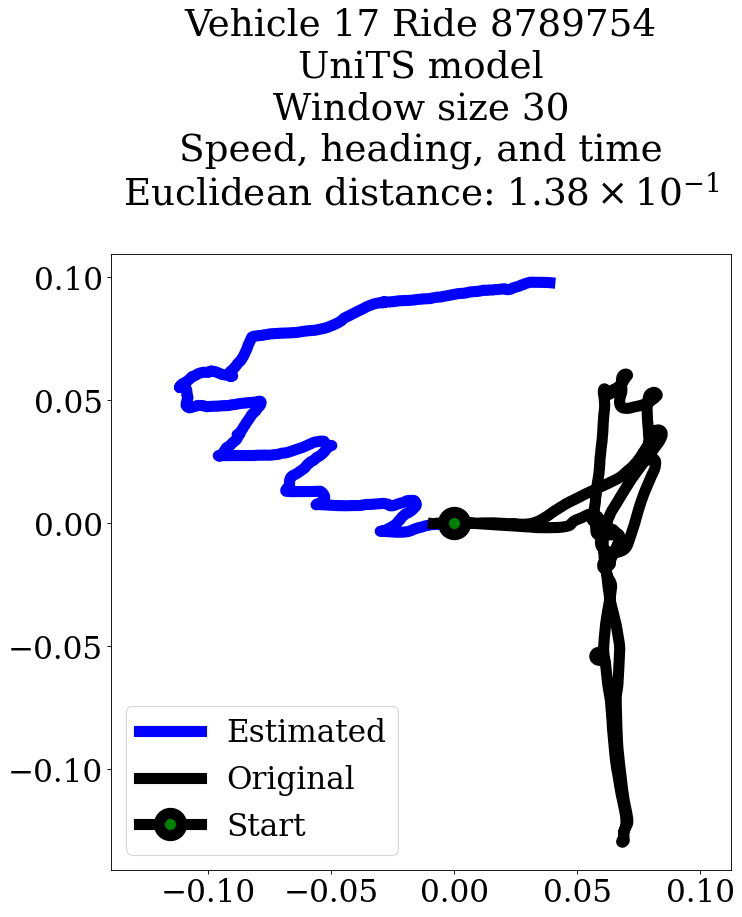 Vehicle 17 Ride 8789754
UniTS model
Window size 30
Speed, heading, and time
Euclidean distance: 1.38 × 10⁻¹
0.10
0.05
0.00
−0.05
−0.10
Estimated
Original
Start
−0.10 −0.05 0.00 0.05 0.10